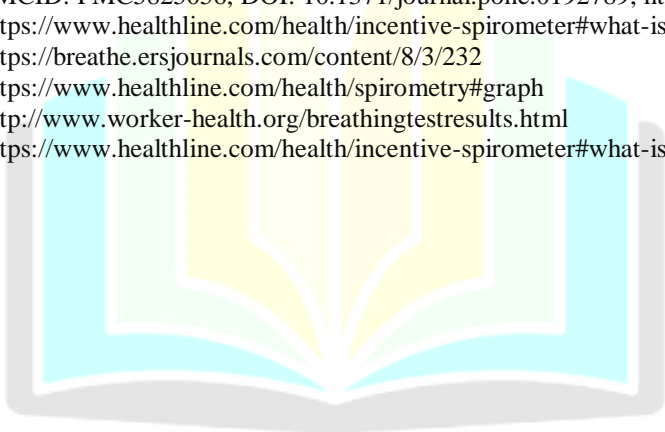 MCID: PMC5825056; DOI: 10.1371/journal.pone.0192789; ht
tps://www.healthline.com/health/incentive-spirometer#what-is
tps://breathe.ersjournals.com/content/8/3/232
tps://www.healthline.com/health/spirometry#graph
tp://www.worker-health.org/breathingtestresults.html
tps://www.healthline.com/health/incentive-spirometer#what-is